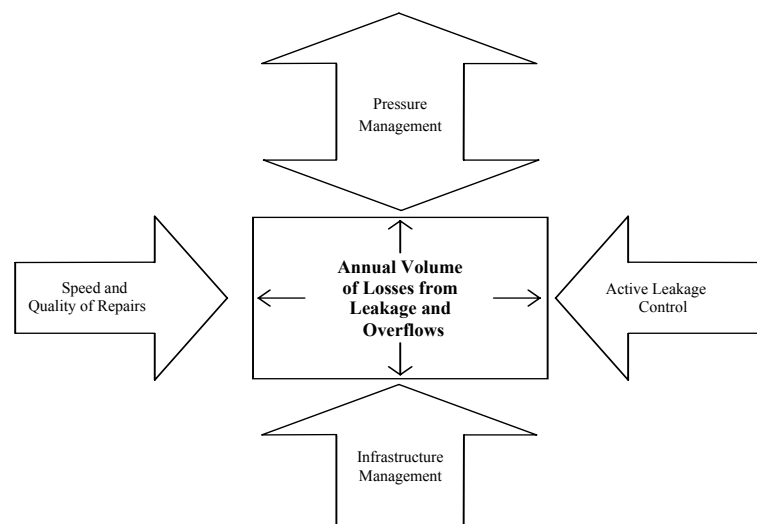 Pressure
Management
Speed and
Quality of Repairs
Annual Volume
of Losses from
Leakage and
Overflows
Active Leakage
Control
Infrastructure
Management